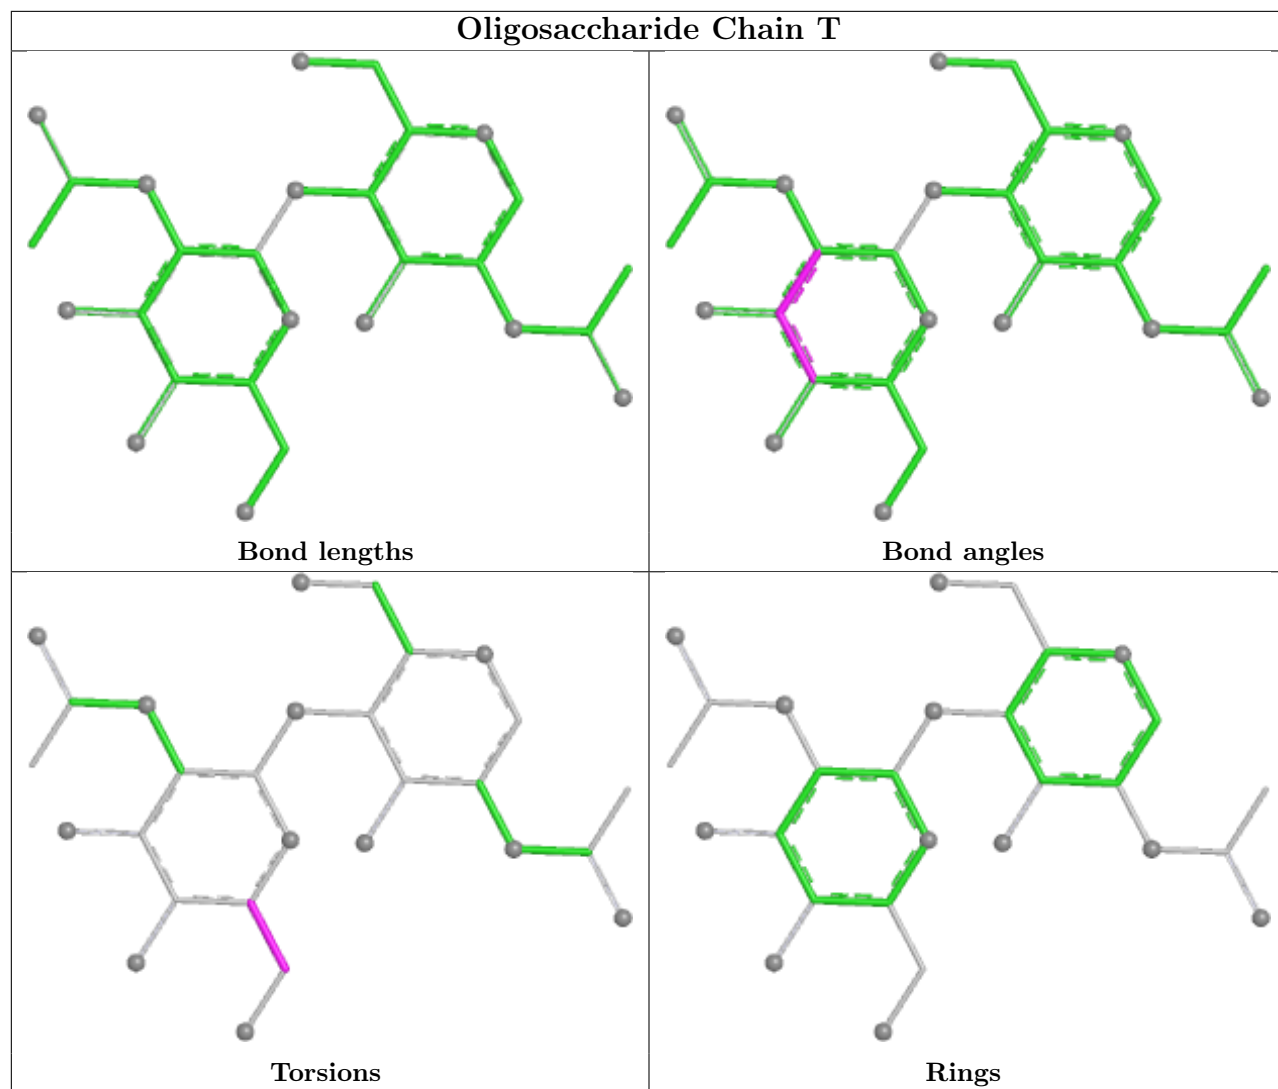 Oligosaccharide Chain T
Bond lengths
Bond angles
Torsions
Rings